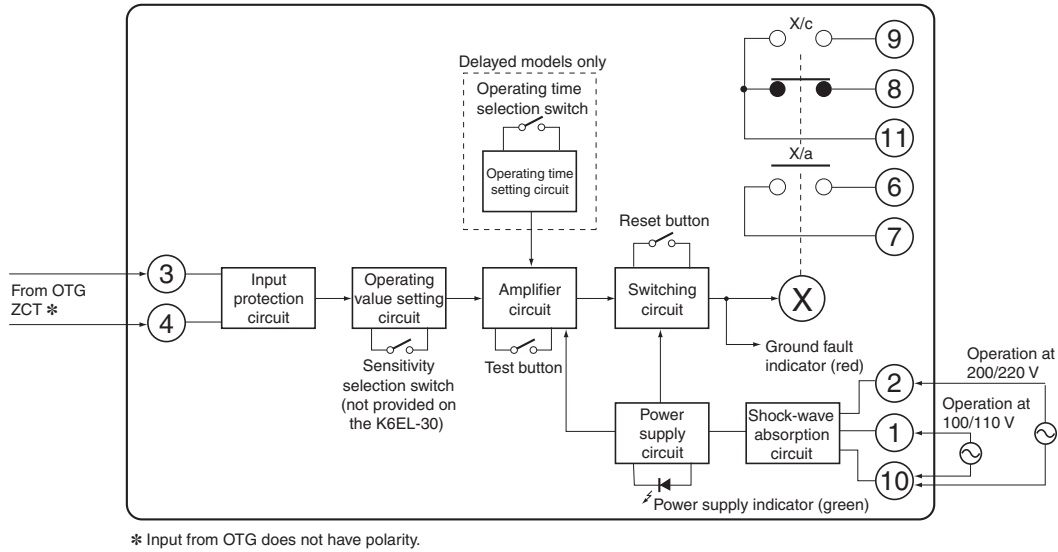 X/c
9
Delayed models only
Operating time
selection switch
8
11
X/a
Operating time
setting circuit
6
Reset button
7
3
From OTG
ZCT ✻
4
Input
protection
circuit
Operating
value setting
circuit
Amplifier
circuit
Switching
circuit
X
Sensitivity
selection switch
(not provided on
the K6EL-30)
Test button
Ground fault
indicator (red)
Operation at
200/220 V
2
Operation at
100/110 V
Power
supply
circuit
Shock-wave
absorption
circuit
1
10
Power supply indicator (green)
✻ Input from OTG does not have polarity.